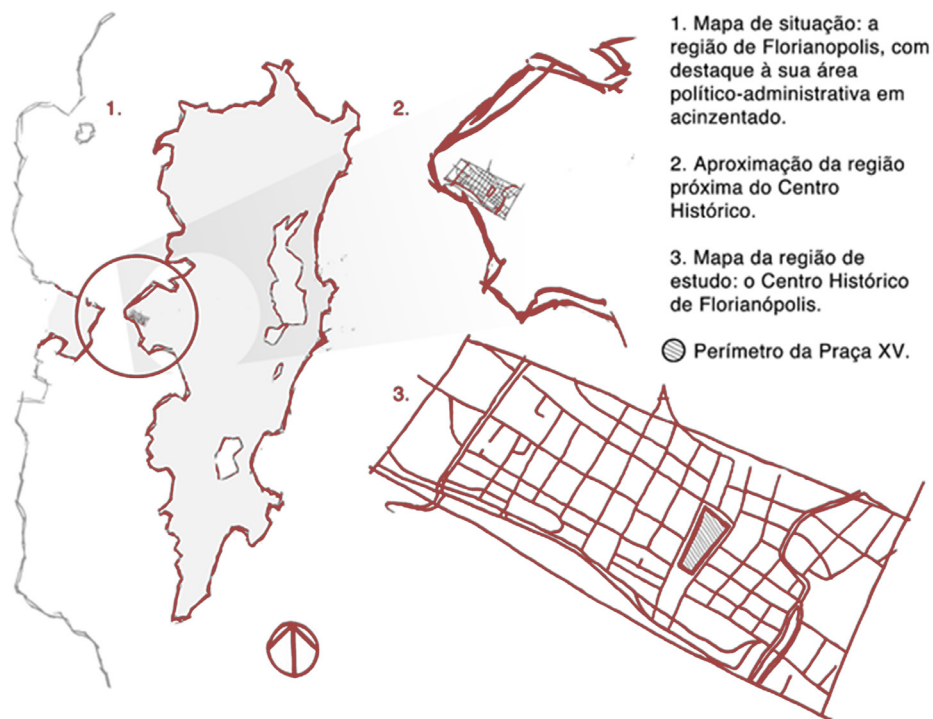 1. Mapa de situação: a
região de Florianopolis, com
destaque à sua área
político-administrativa em
acinzentado.
2. Aproximação da região
próxima do Centro
Histórico.
3. Mapa da região de
estudo: o Centro Histórico
de Florianópolis.
Perímetro da Praça XV.
1.
2.
3.